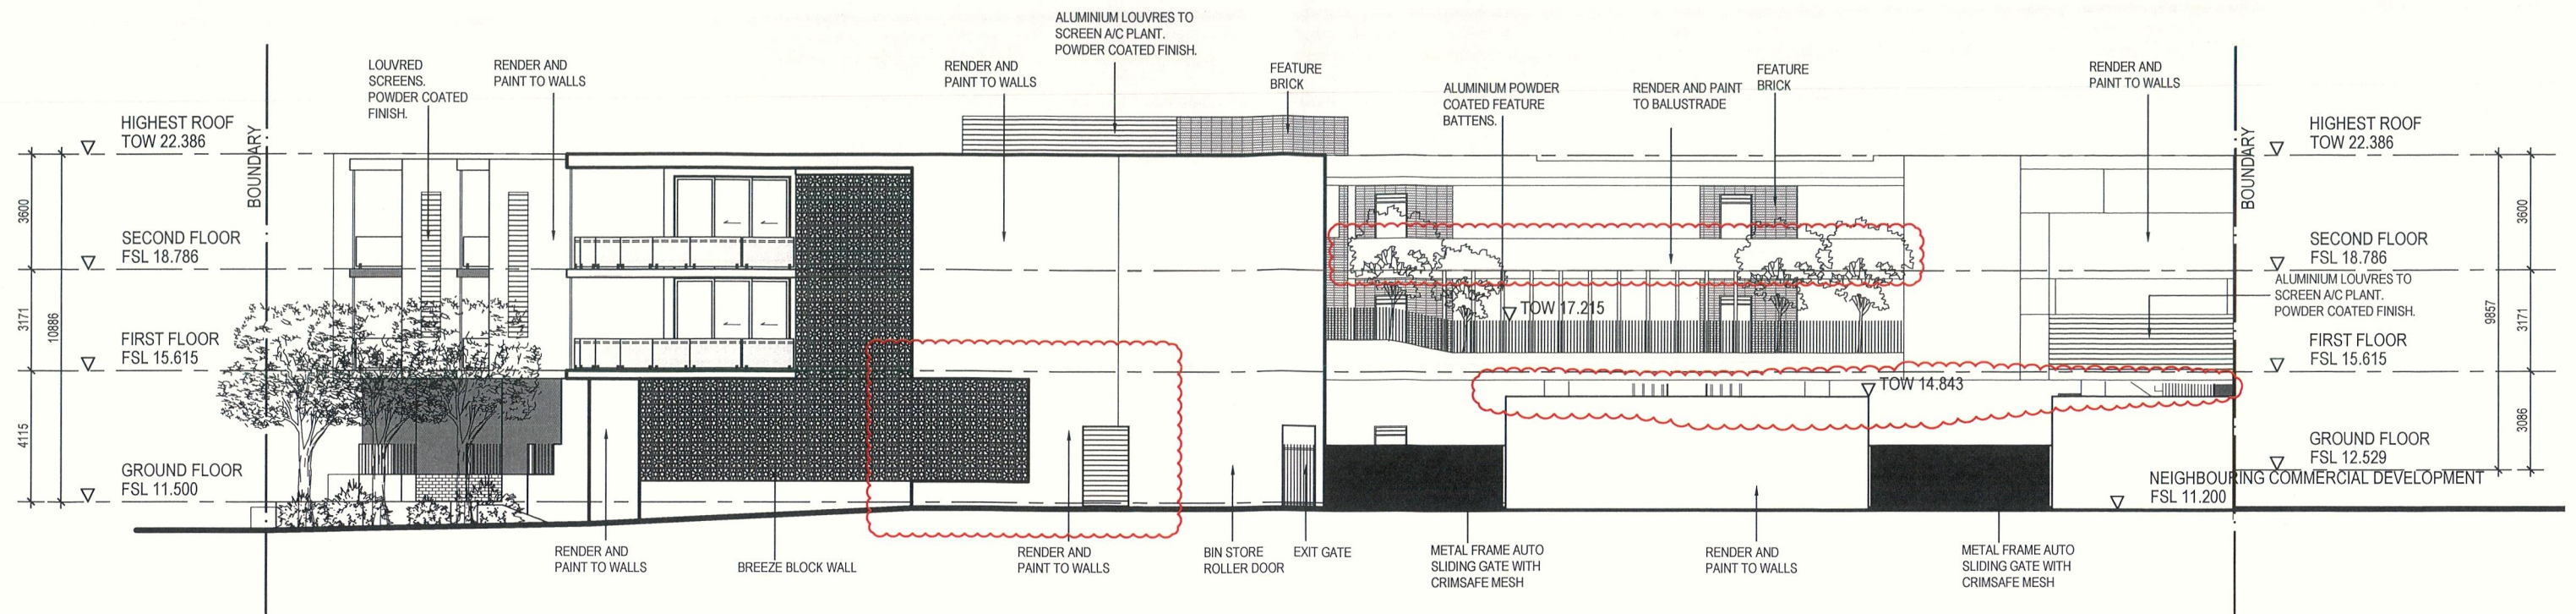 ALUMINIUM LOUVRES TO
SCREEN A/C PLANT.
POWDER COATED FINISH.
LOUVRED
SCREENS.
POWDER COATED
FINISH.
RENDER AND
PAINT TO WALLS
RENDER AND
PAINT TO WALLS
FEATURE
BRICK
ALUMINIUM POWDER
COATED FEATURE
BATTENS.
RENDER AND PAINT
TO BALUSTRADE
FEATURE
BRICK
RENDER AND
PAINT TO WALLS
HIGHEST ROOF
TOW 22.386
BOUNDARY
SECOND FLOOR
FSL 18.786
FIRST FLOOR
FSL 15.615
GROUND FLOOR
FSL 11.500
3600
3171
4115
10886
TOW 17.215
TOW 14.843
BOUNDARY
HIGHEST ROOF
TOW 22.386
SECOND FLOOR
FSL 18.786
ALUMINIUM LOUVRES TO
SCREEN A/C PLANT.
POWDER COATED FINISH.
FIRST FLOOR
FSL 15.615
GROUND FLOOR
FSL 12.529
NEIGHBOURING COMMERCIAL DEVELOPMENT
FSL 11.200
9857
3600
3171
3086
RENDER AND
PAINT TO WALLS
BREEZE BLOCK WALL
RENDER AND
PAINT TO WALLS
BIN STORE
ROLLER DOOR
EXIT GATE
METAL FRAME AUTO
SLIDING GATE WITH
CRIMSAFE MESH
RENDER AND
PAINT TO WALLS
METAL FRAME AUTO
SLIDING GATE WITH
CRIMSAFE MESH